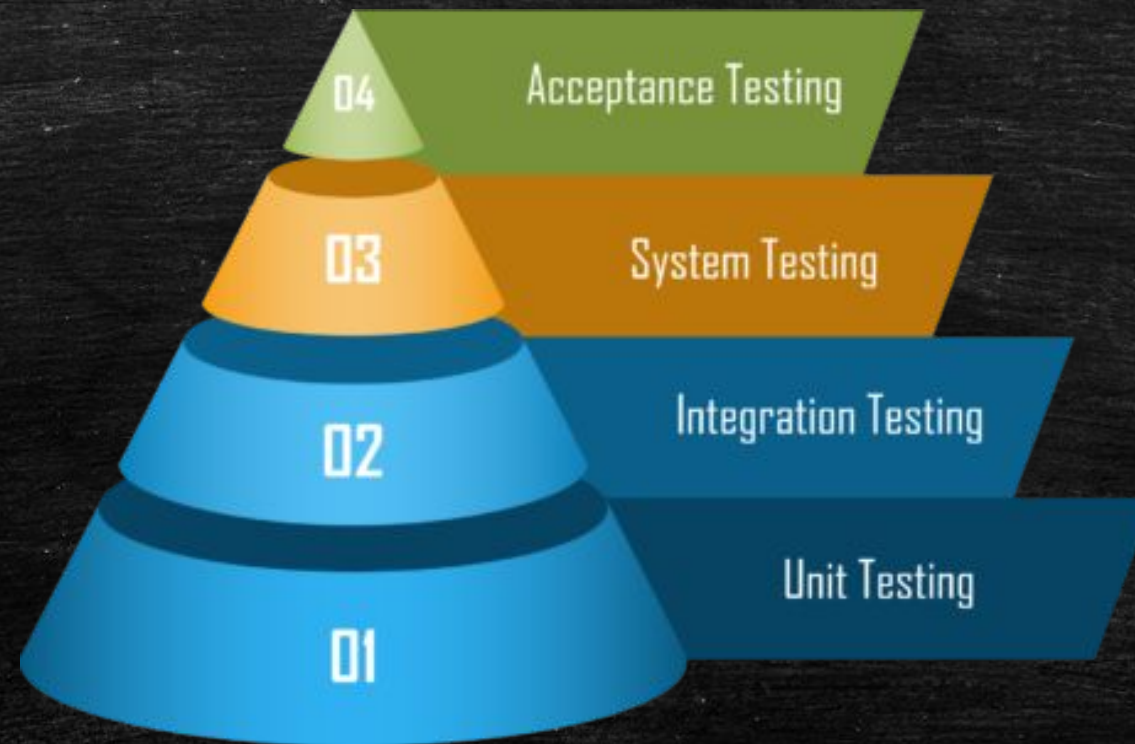 04
Acceptance Testing
03
System Testing
02
Integration Testing
01
Unit Testing